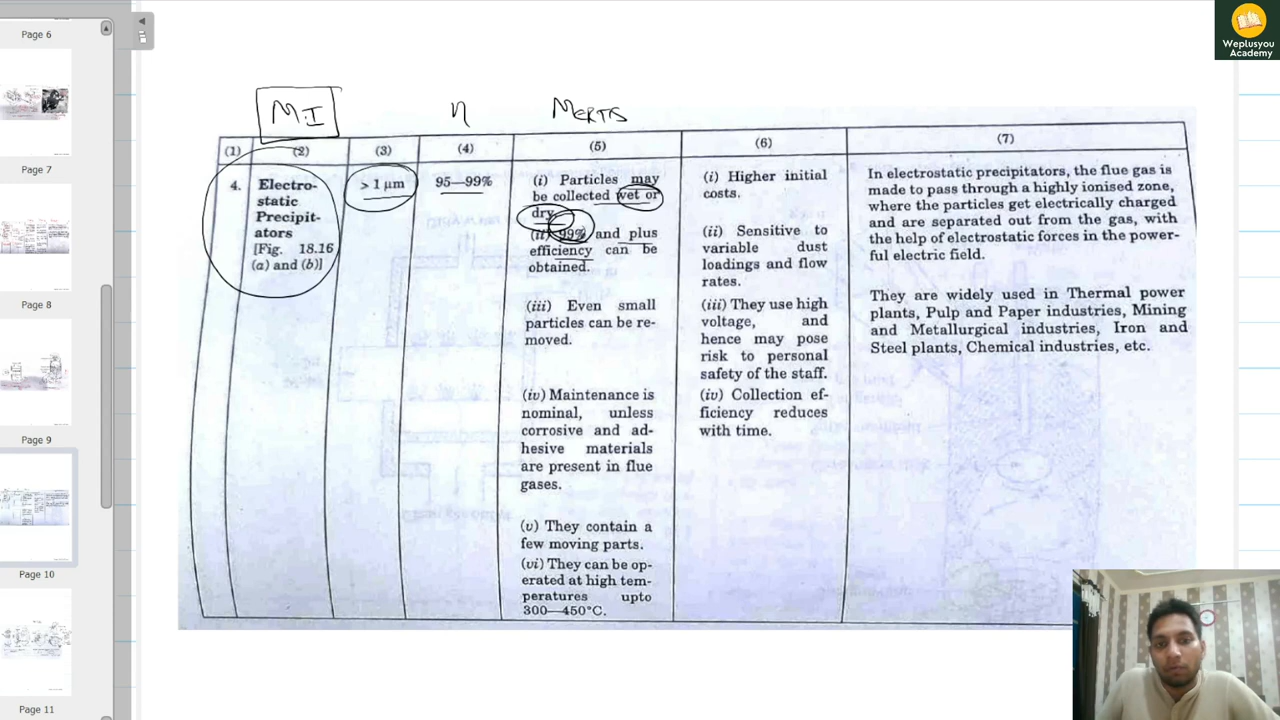 Page 6
Page 7
Page 8
Page 9
Page 10
Page 11
Weplusyou
Academy
M.I
η
MERTIS
(1)
(2)
(3)
(4)
(5)
(6)
(7)
4.
Electro-
static
Precipit-
ators
[Fig. 18.16
(a) and (b)]
> 1 μm
95—99%
(i) Particles may
be collected wet or
dry.
(ii) 99% and plus
efficiency can be
obtained.
(iii) Even small
particles can be re-
moved.
(iv) Maintenance is
nominal, unless
corrosive and ad-
hesive materials
are present in flue
gases.
(v) They contain a
few moving parts.
(vi) They can be op-
erated at high tem-
peratures upto
300—450°C.
(i) Higher initial
costs.
(ii) Sensitive to
variable dust
loadings and flow
rates.
(iii) They use high
voltage, and
hence may pose
risk to personal
safety of the staff.
(iv) Collection ef-
ficiency reduces
with time.
In electrostatic precipitators, the flue gas is
made to pass through a highly ionised zone,
where the particles get electrically charged
and are separated out from the gas, with
the help of electrostatic forces in the power-
ful electric field.
They are widely used in Thermal power
plants, Pulp and Paper industries, Mining
and Metallurgical industries, Iron and
Steel plants, Chemical industries, etc.